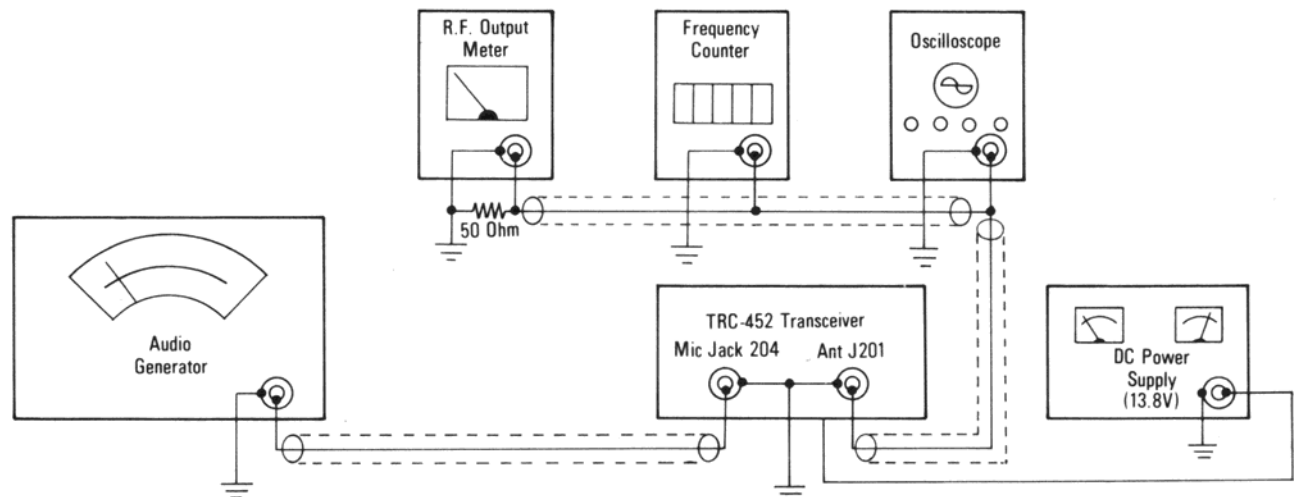 R.F. Output
Meter
Frequency
Counter
Oscilloscope
50 Ohm
Audio
Generator
TRC-452 Transceiver
Mic Jack 204
Ant J201
DC Power
Supply
(13.8V)